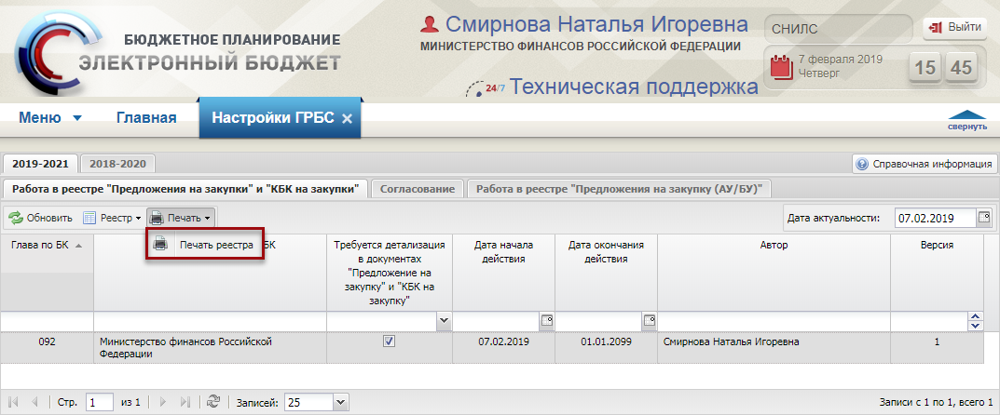 БЮДЖЕТНОЕ ПЛАНИРОВАНИЕ
ЭЛЕКТРОННЫЙ БЮДЖЕТ
Смирнова Наталья Игоревна
МИНИСТЕРСТВО ФИНАНСОВ РОССИЙСКОЙ ФЕДЕРАЦИИ
24/7 Техническая поддержка
СНИЛС
Выйти
7 февраля 2019
Четверг
15 45
Меню Главная Настройки ГРБС
свернуть
2019-2021 2018-2020 Справочная информация
Работа в реестре "Предложения на закупки" и "КБК на закупки" Согласование Работа в реестре "Предложения на закупку (АУ/БУ)"
Обновить Реестр Печать Дата актуальности: 07.02.2019
Печать реестра
Глава по БК БК
Требуется детализация
в документах
"Предложение на
закупку" и "КБК на
закупку"
Дата начала
действия
Дата окончания
действия
Автор Версия
092 Министерство финансов Российской
Федерации
07.02.2019 01.01.2099 Смирнова Наталья Игоревна 1
Стр. 1 из 1 Записей: 25 Записи с 1 по 1, всего 1